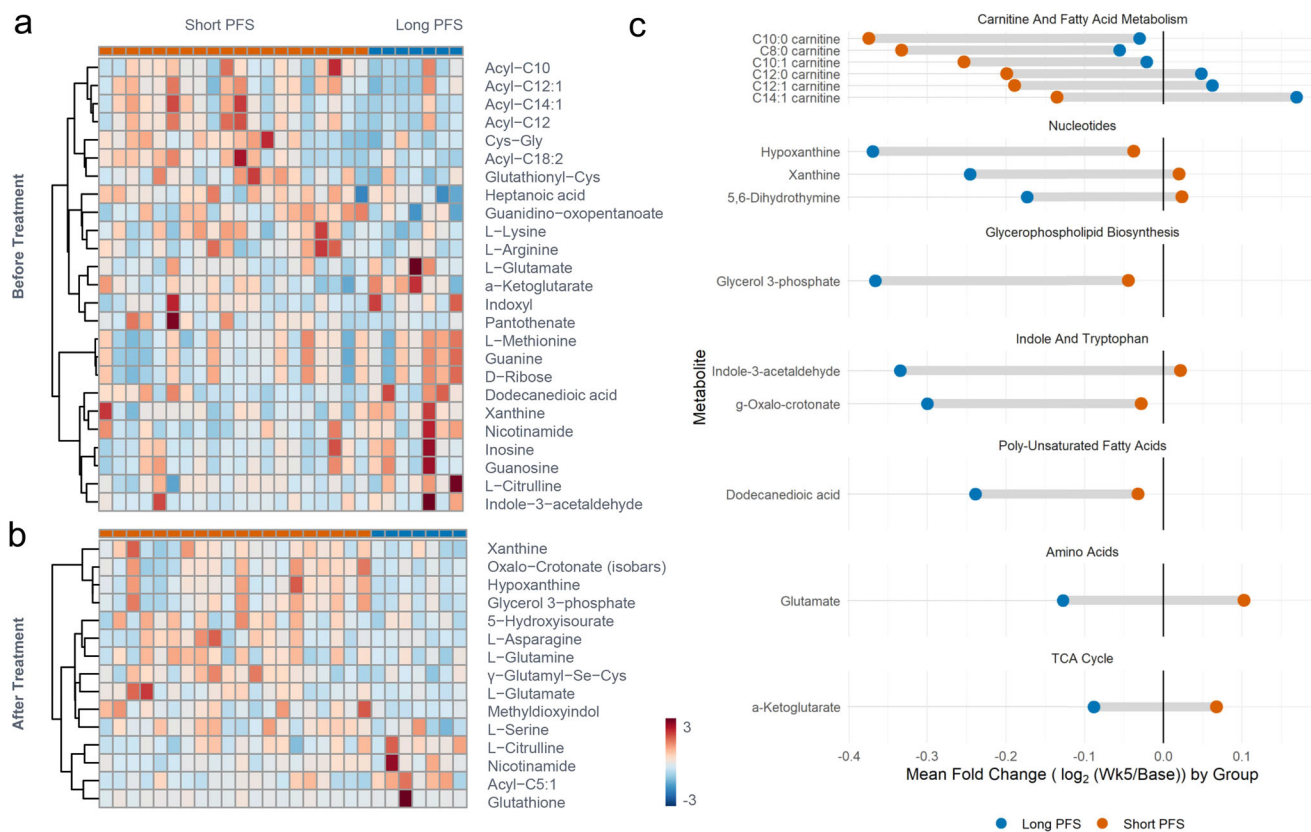 a
Short PFS
Long PFS
Before Treatment
Acyl−C10
Acyl−C12:1
Acyl−C14:1
Acyl−C12
Cys−Gly
Acyl−C18:2
Glutathionyl−Cys
Heptanoic acid
Guanidino−oxopentanoate
L−Lysine
L−Arginine
L−Glutamate
a−Ketoglutarate
Indoxyl
Pantothenate
L−Methionine
Guanine
D−Ribose
Dodecanedioic acid
Xanthine
Nicotinamide
Inosine
Guanosine
L−Citrulline
Indole−3−acetaldehyde
b
After Treatment
Xanthine
Oxalo−Crotonate (isobars)
Hypoxanthine
Glycerol 3−phosphate
5−Hydroxyisourate
L−Asparagine
L−Glutamine
γ−Glutamyl−Se−Cys
L−Glutamate
Methyldioxyindol
L−Serine
L−Citrulline
Nicotinamide
Acyl−C5:1
Glutathione
3
-3
c
Metabolite
Carnitine And Fatty Acid Metabolism
C10:0 carnitine
C8:0 carnitine
C10:1 carnitine
C12:0 carnitine
C12:1 carnitine
C14:1 carnitine
Nucleotides
Hypoxanthine
Xanthine
5,6-Dihydrothymine
Glycerophospholipid Biosynthesis
Glycerol 3-phosphate
Indole And Tryptophan
Indole-3-acetaldehyde
g-Oxalo-crotonate
Poly-Unsaturated Fatty Acids
Dodecanedioic acid
Amino Acids
Glutamate
TCA Cycle
a-Ketoglutarate
-0.4 -0.3 -0.2 -0.1 0.0 0.1
Mean Fold Change ( log₂ (Wk5/Base)) by Group
Long PFS Short PFS